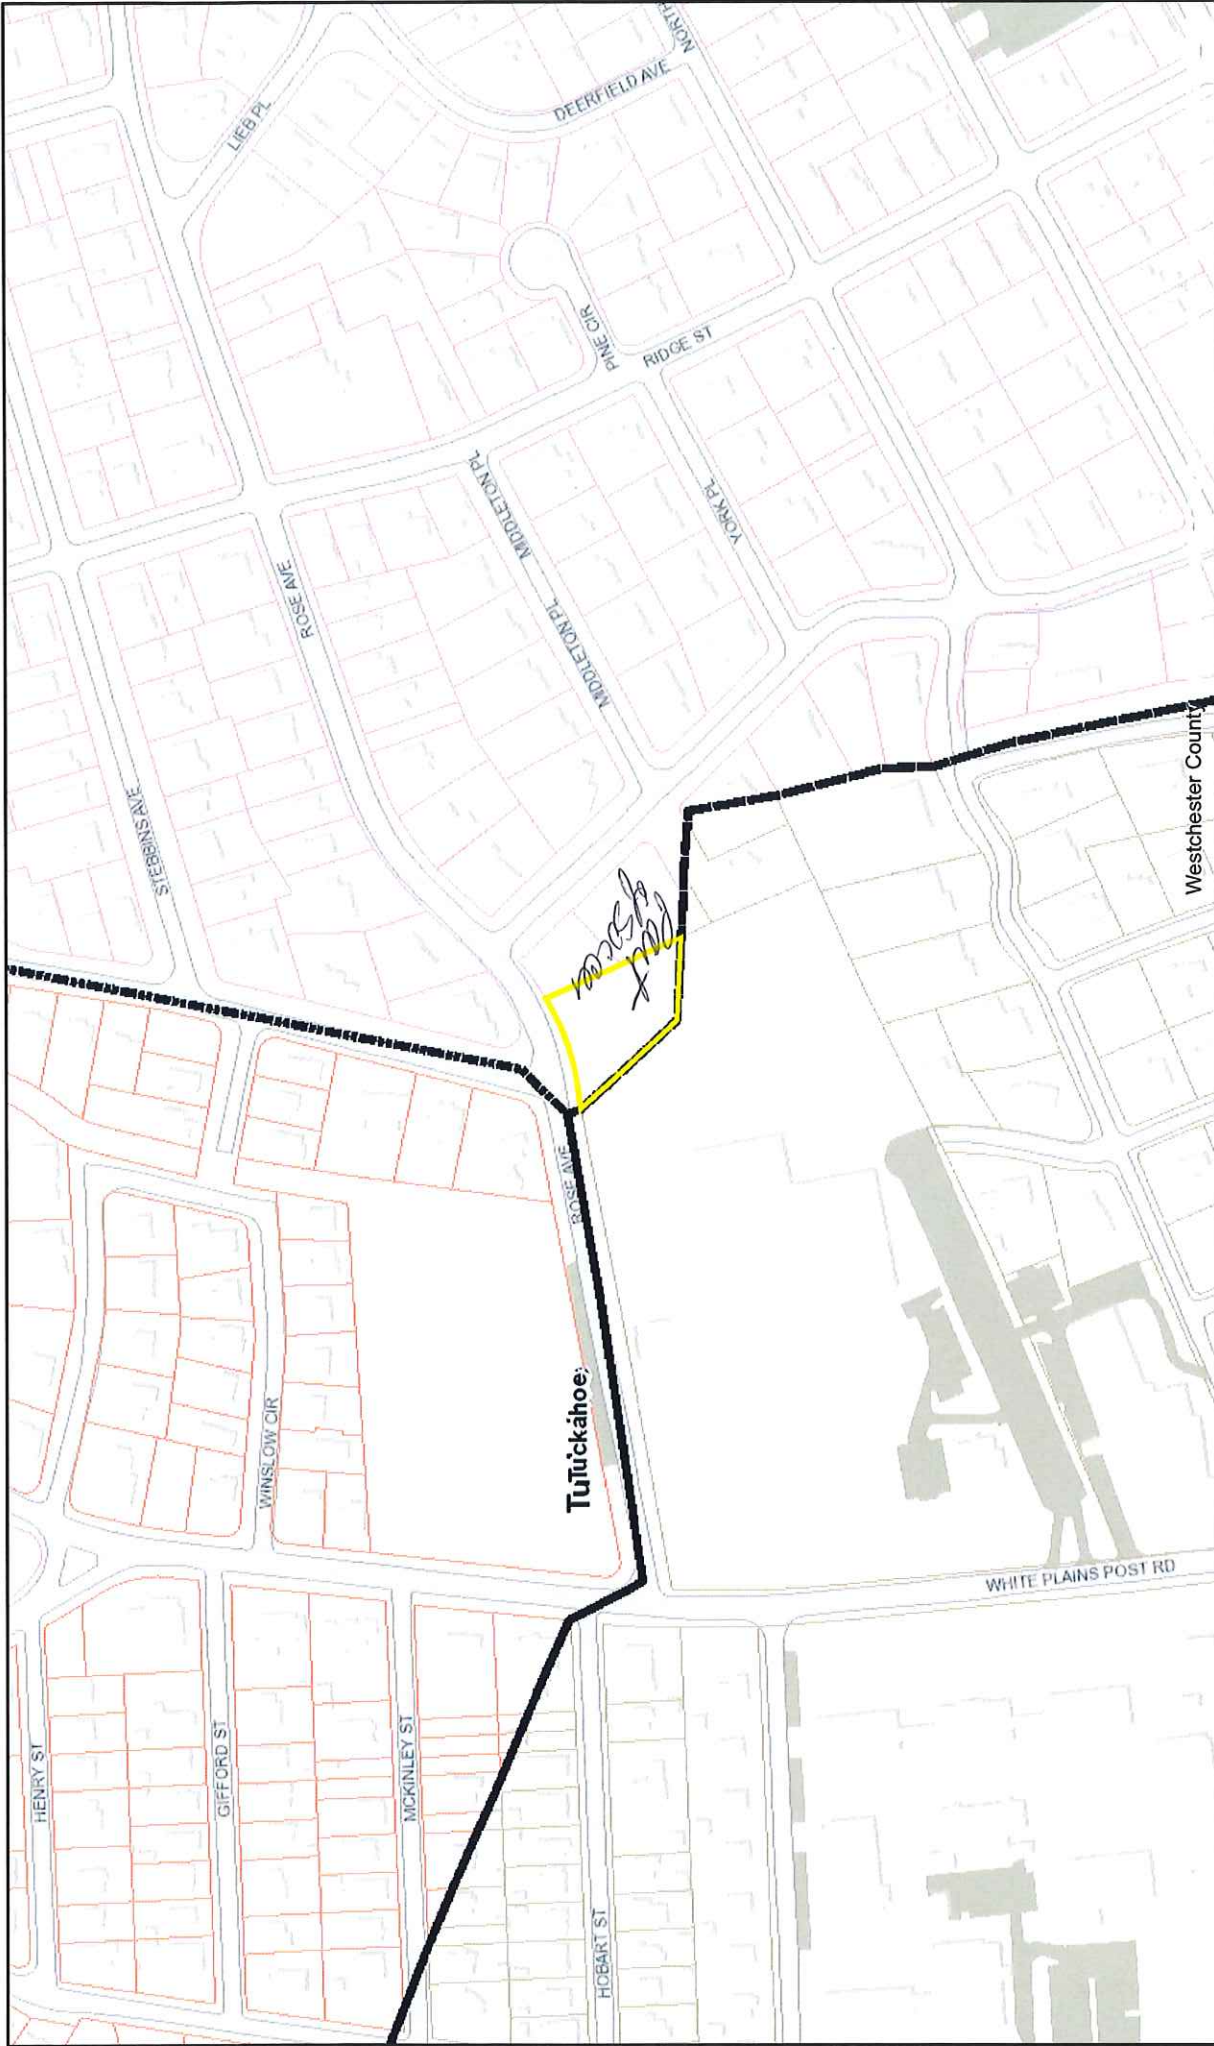 HENRY ST
STEBBINS AVE
GIFFORD ST
LIEB PL
WINSLOW CIR
ROSE AVE
MCKINLEY ST
MIDDLETON PL
MIDDLETON PL
MIDDLETON PL
TuTuckahoe
ROSE AVE
HOBART ST
PINE CIR
DEERFIELD AVE
NORTH
RIDGE ST
YORK PL
WHITE PLAINS POST RD
Westchester County